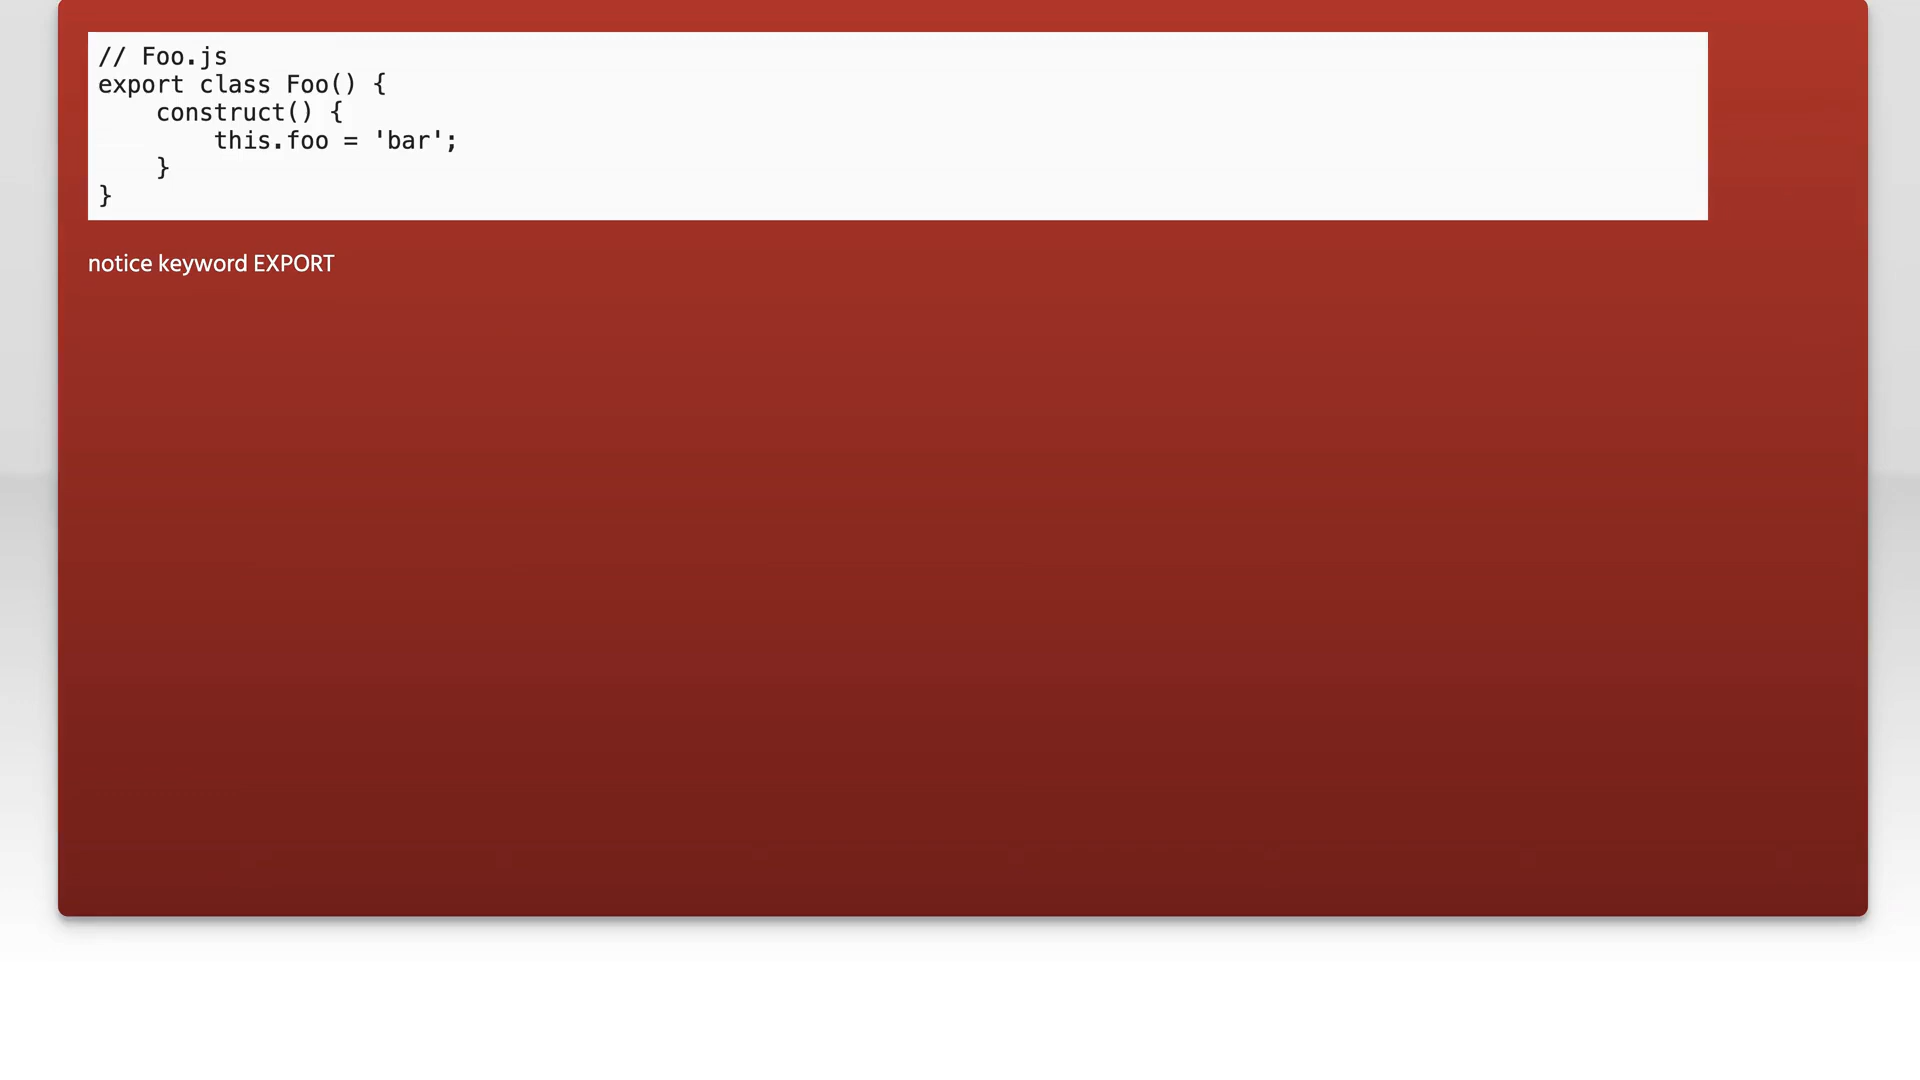 // Foo.js
export class Foo() {
    construct() {
        this.foo = 'bar';
    }
}
notice keyword EXPORT